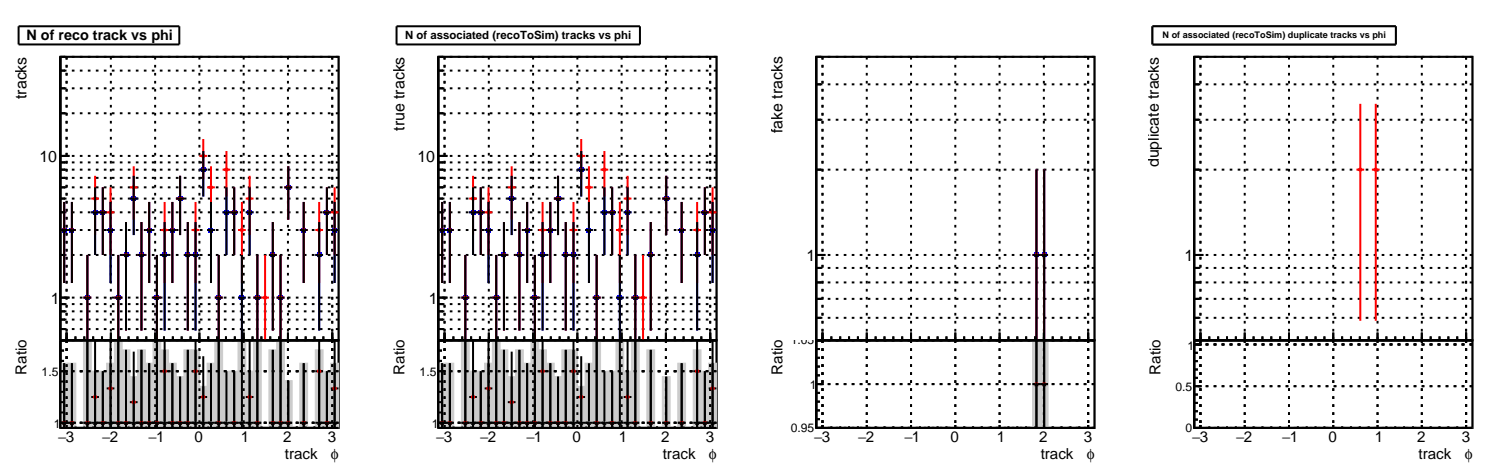 N of reco track vs phi
tracks
10
1
Ratio
1.5
1
−3 −2 −1 0 1 2 3
track ϕ
N of associated (recoToSim) tracks vs phi
true tracks
10
1
Ratio
1.5
1
−3 −2 −1 0 1 2 3
track ϕ
fake tracks
1
Ratio
1.05
1
0.95
−3 −2 −1 0 1 2 3
track ϕ
N of associated (recoToSim) duplicate tracks vs phi
duplicate tracks
1
Ratio
1
0.5
0
−3 −2 −1 0 1 2 3
track ϕ